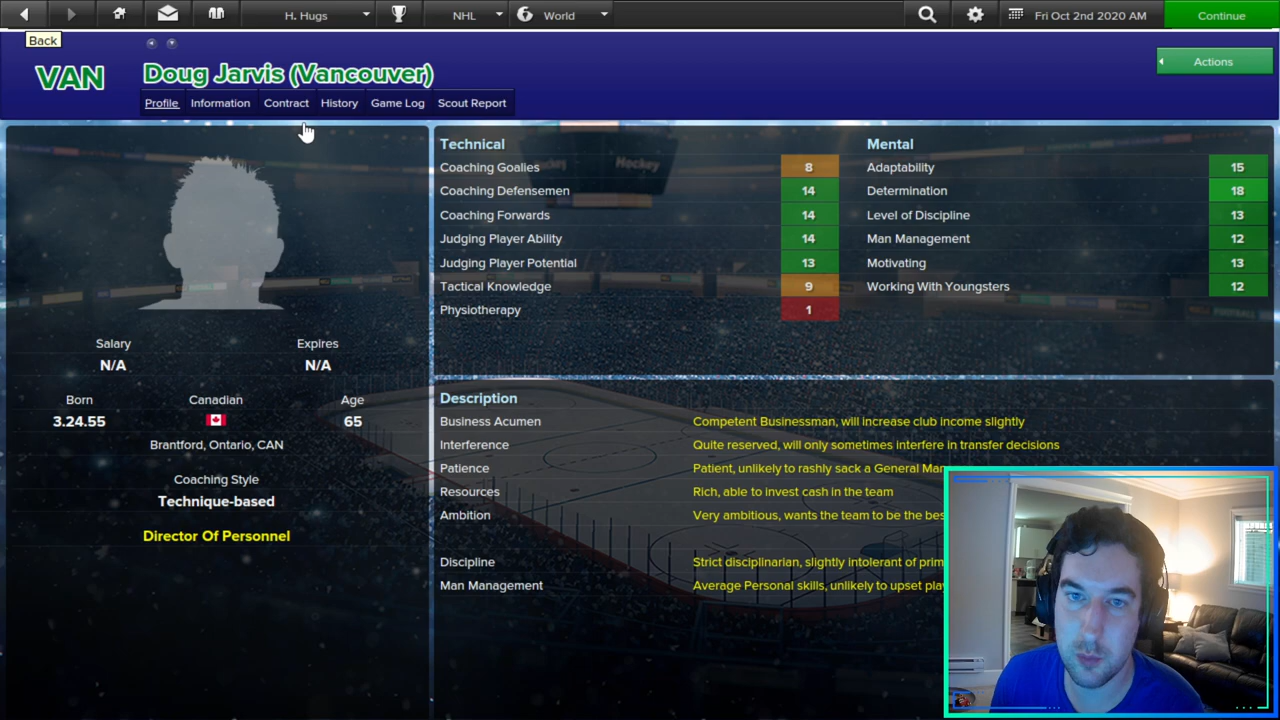 H. Hugs
NHL
World
Fri Oct 2nd 2020 AM
Continue
Back
VAN
Doug Jarvis (Vancouver)
Actions
Profile
Information
Contract
History
Game Log
Scout Report
Technical
Coaching Goalies 8
Coaching Defensemen 14
Coaching Forwards 14
Judging Player Ability 14
Judging Player Potential 13
Tactical Knowledge 9
Physiotherapy 1
Mental
Adaptability 15
Determination 18
Level of Discipline 13
Man Management 12
Motivating 13
Working With Youngsters 12
Salary Expires
N/A N/A
Born Canadian Age
3.24.55 65
Brantford, Ontario, CAN
Coaching Style
Technique-based
Director Of Personnel
Description
Business Acumen Competent Businessman, will increase club income slightly
Interference Quite reserved, will only sometimes interfere in transfer decisions
Patience Patient, unlikely to rashly sack a General Man
Resources Rich, able to invest cash in the team
Ambition Very ambitious, wants the team to be the bes
Discipline Strict disciplinarian, slightly intolerant of prim
Man Management Average Personal skills, unlikely to upset pla